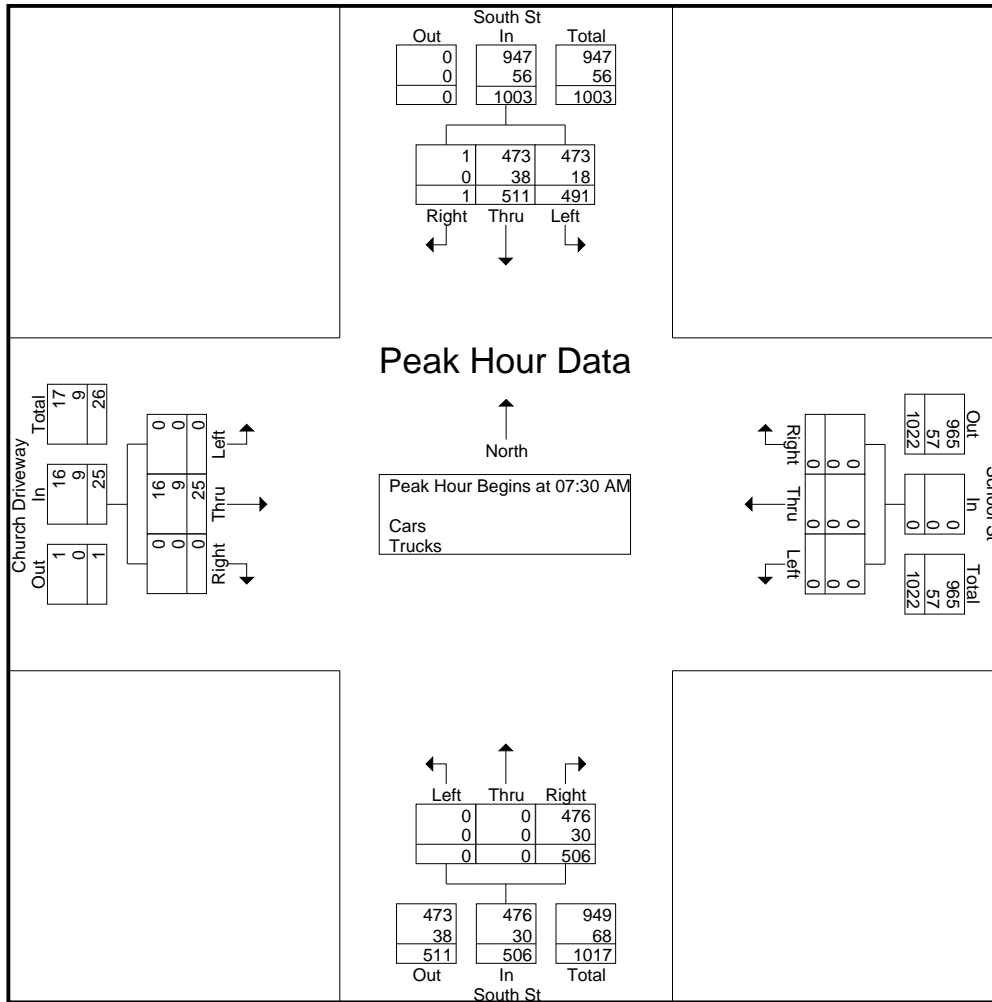 South St
Out In Total
0 947 947
0 56 56
0 1003 1003
1 473 473
0 38 18
1 511 491
Right Thru Left
Peak Hour Data
North
Peak Hour Begins at 07:30 AM
Cars
Trucks
Church Driveway
Total In Out
17 16 1
9 9 0
26 25 1
0 16 0
0 9 0
0 25 0
Left Thru Right
Right Thru Left
0 0 0
0 0 0
0 0 0
Out In Total
965 0 965
57 0 57
1022 0 1022
School St
Left Thru Right
0 0 476
0 0 30
0 0 506
473 476 949
38 30 68
511 506 1017
Out In Total
South St